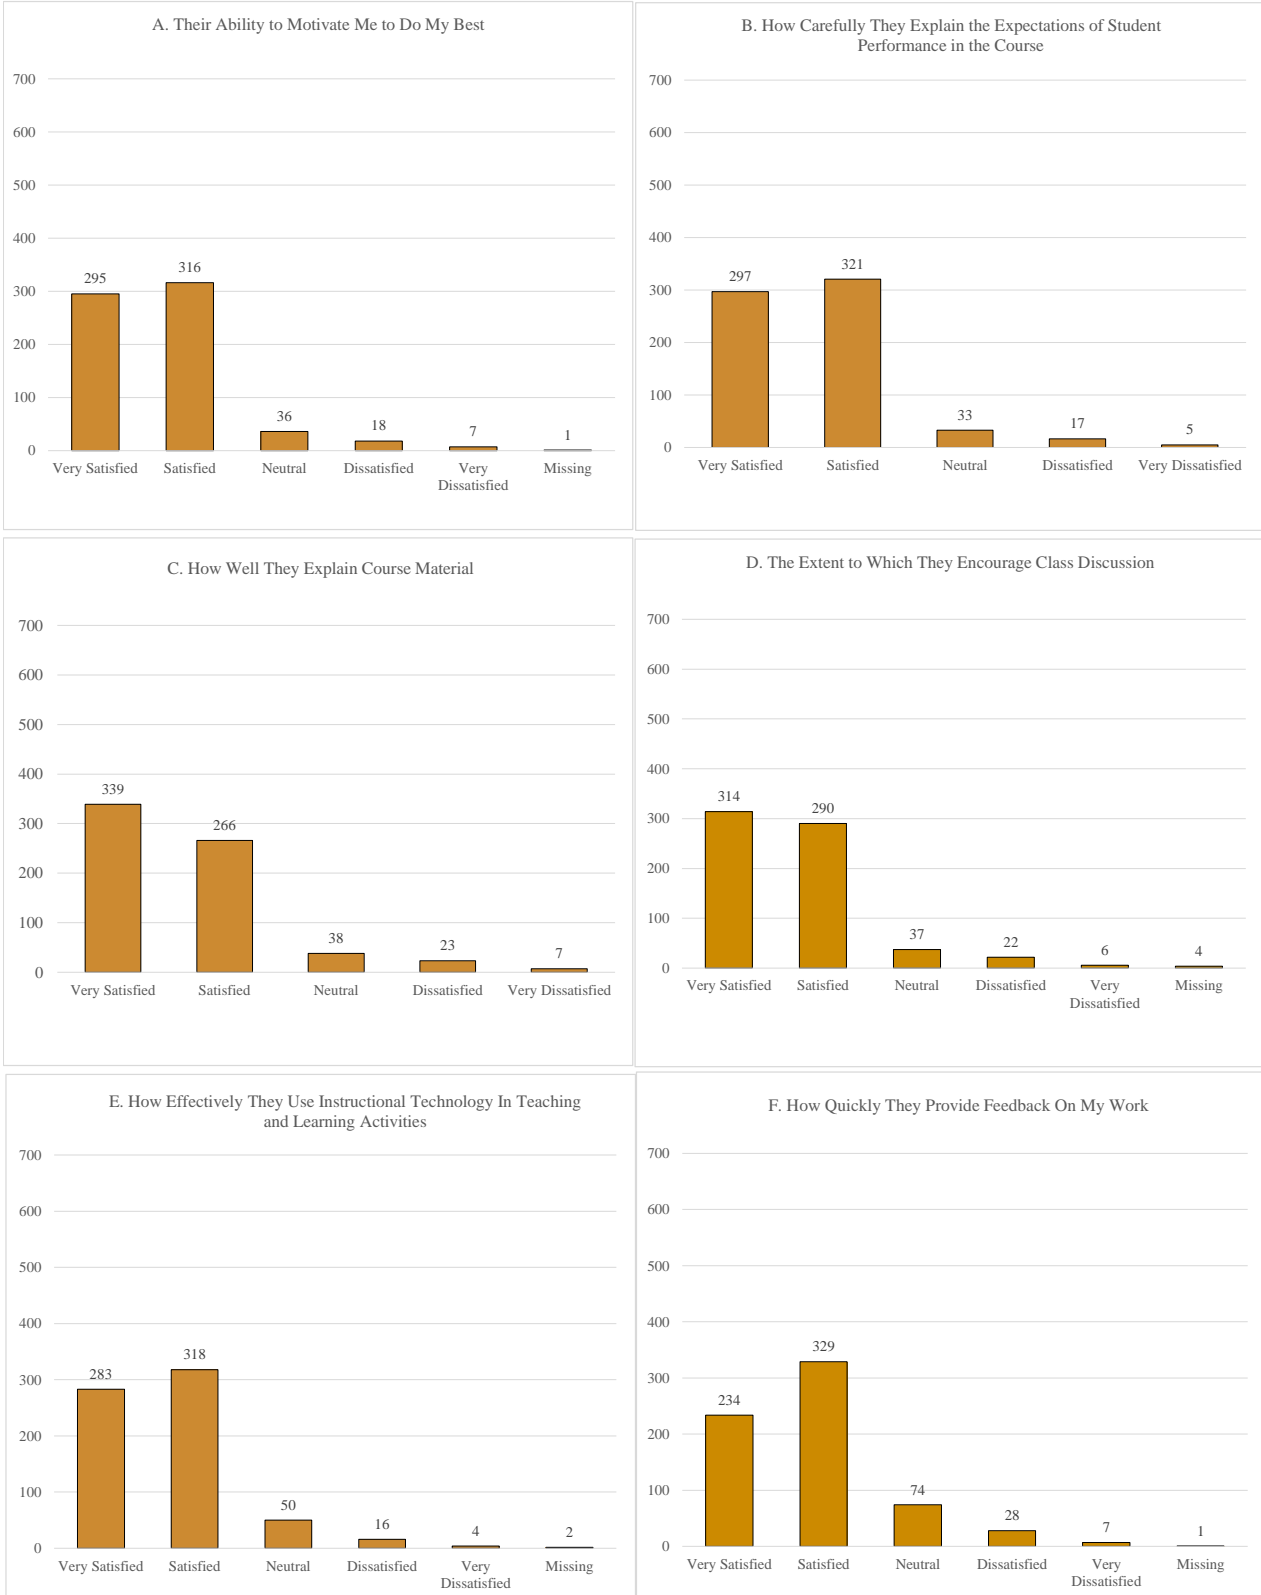 A. Their Ability to Motivate Me to Do My Best
700
600
500
400
300
200
100
0
295
316
36
18
7
1
Very Satisfied
Satisfied
Neutral
Dissatisfied
Very
Dissatisfied
Missing
B. How Carefully They Explain the Expectations of Student
Performance in the Course
700
600
500
400
300
200
100
0
297
321
33
17
5
Very Satisfied
Satisfied
Neutral
Dissatisfied
Very Dissatisfied
C. How Well They Explain Course Material
700
600
500
400
300
200
100
0
339
266
38
23
7
Very Satisfied
Satisfied
Neutral
Dissatisfied
Very Dissatisfied
D. The Extent to Which They Encourage Class Discussion
700
600
500
400
300
200
100
0
314
290
37
22
6
4
Very Satisfied
Satisfied
Neutral
Dissatisfied
Very
Dissatisfied
Missing
E. How Effectively They Use Instructional Technology In Teaching
and Learning Activities
700
600
500
400
300
200
100
0
283
318
50
16
4
2
Very Satisfied
Satisfied
Neutral
Dissatisfied
Very
Dissatisfied
Missing
F. How Quickly They Provide Feedback On My Work
700
600
500
400
300
200
100
0
234
329
74
28
7
1
Very Satisfied
Satisfied
Neutral
Dissatisfied
Very
Dissatisfied
Missing